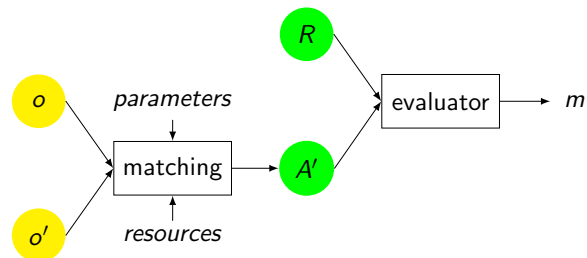 R
o
parameters
evaluator
m
matching
A′
o′
resources